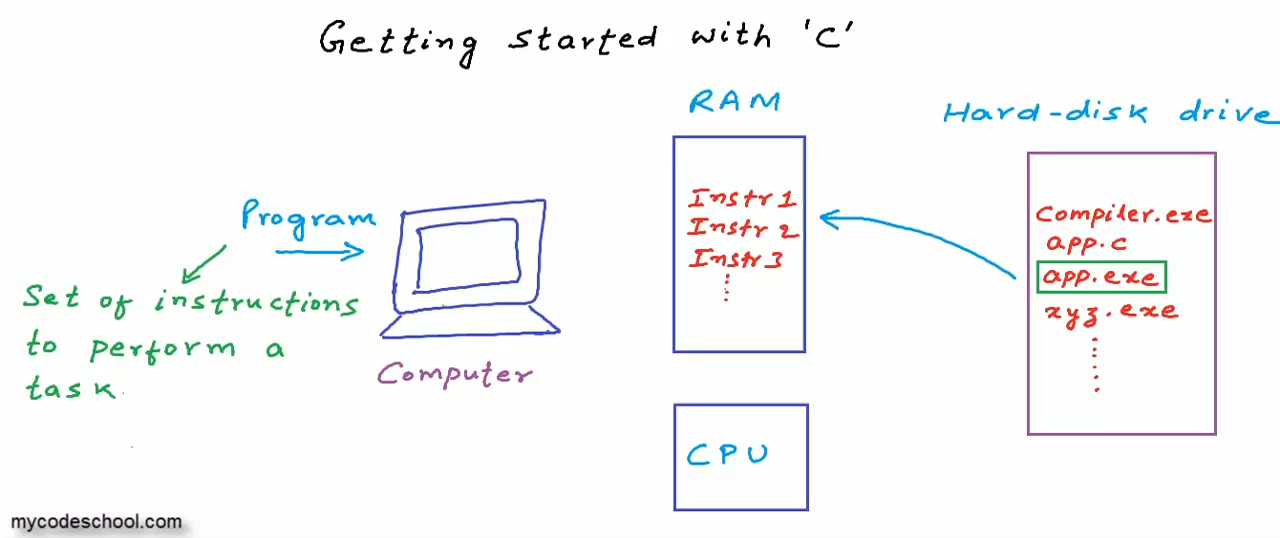 Getting started with 'C'
RAM
Hard-disk drive
Program
Set of instructions
to perform a
task
Computer
Instr 1
Instr 2
Instr 3
CPU
Compiler.exe
app.c
app.exe
xyz.exe
mycodeschool.com